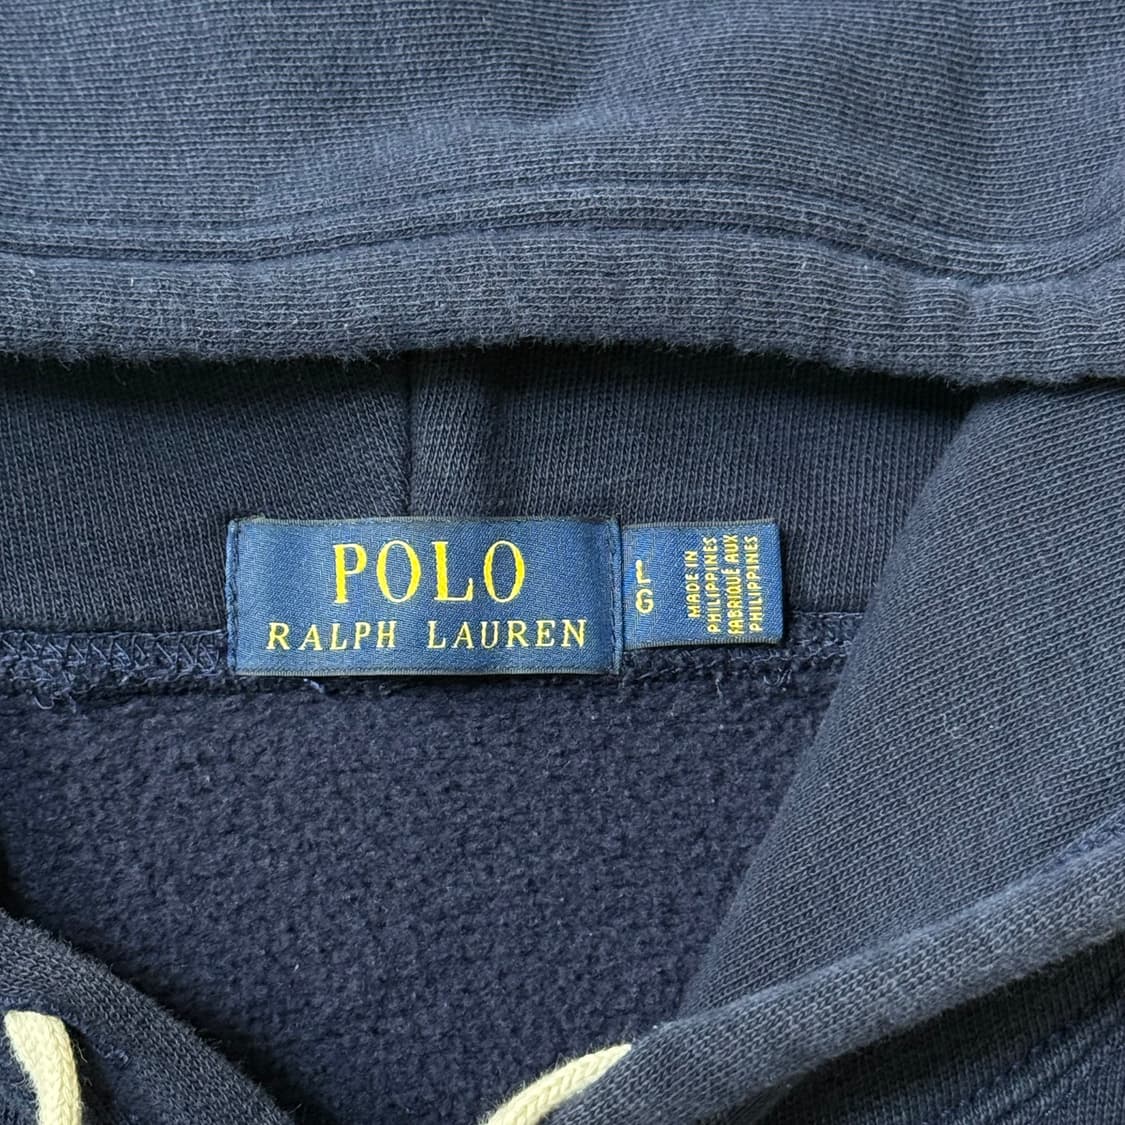 POLO
RALPH LAUREN
L
G
MADE IN
PHILIPPINES
FABRIQUÉ AUX
PHILIPPINES